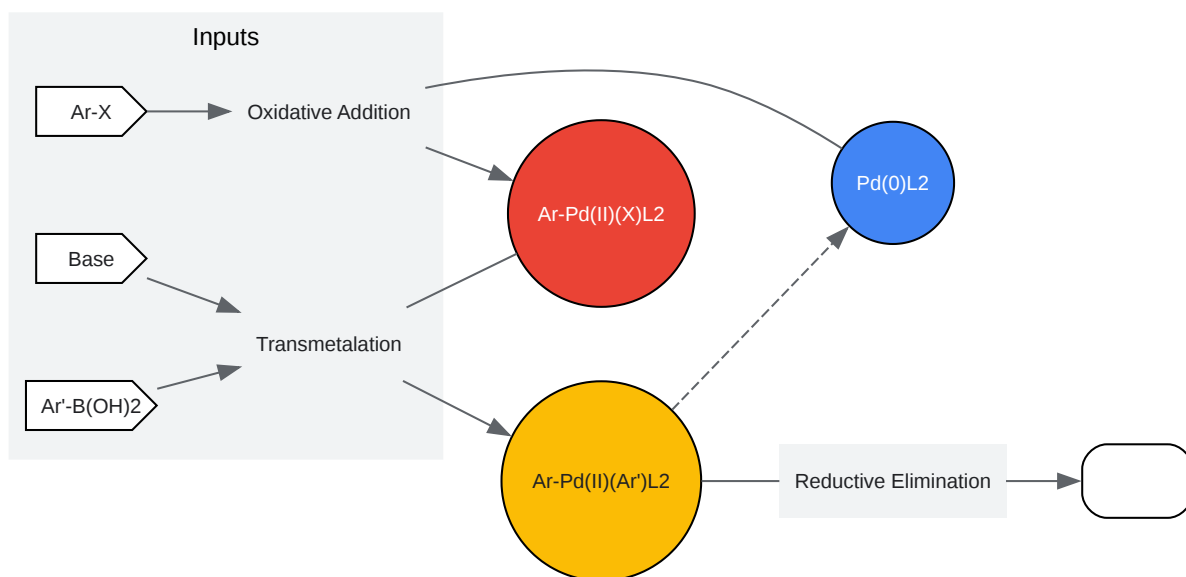 Inputs
Ar-X
Oxidative Addition
Pd(0)L2
Ar-Pd(II)(X)L2
Base
Transmetalation
Ar'-B(OH)2
Ar-Pd(II)(Ar')L2
Reductive Elimination